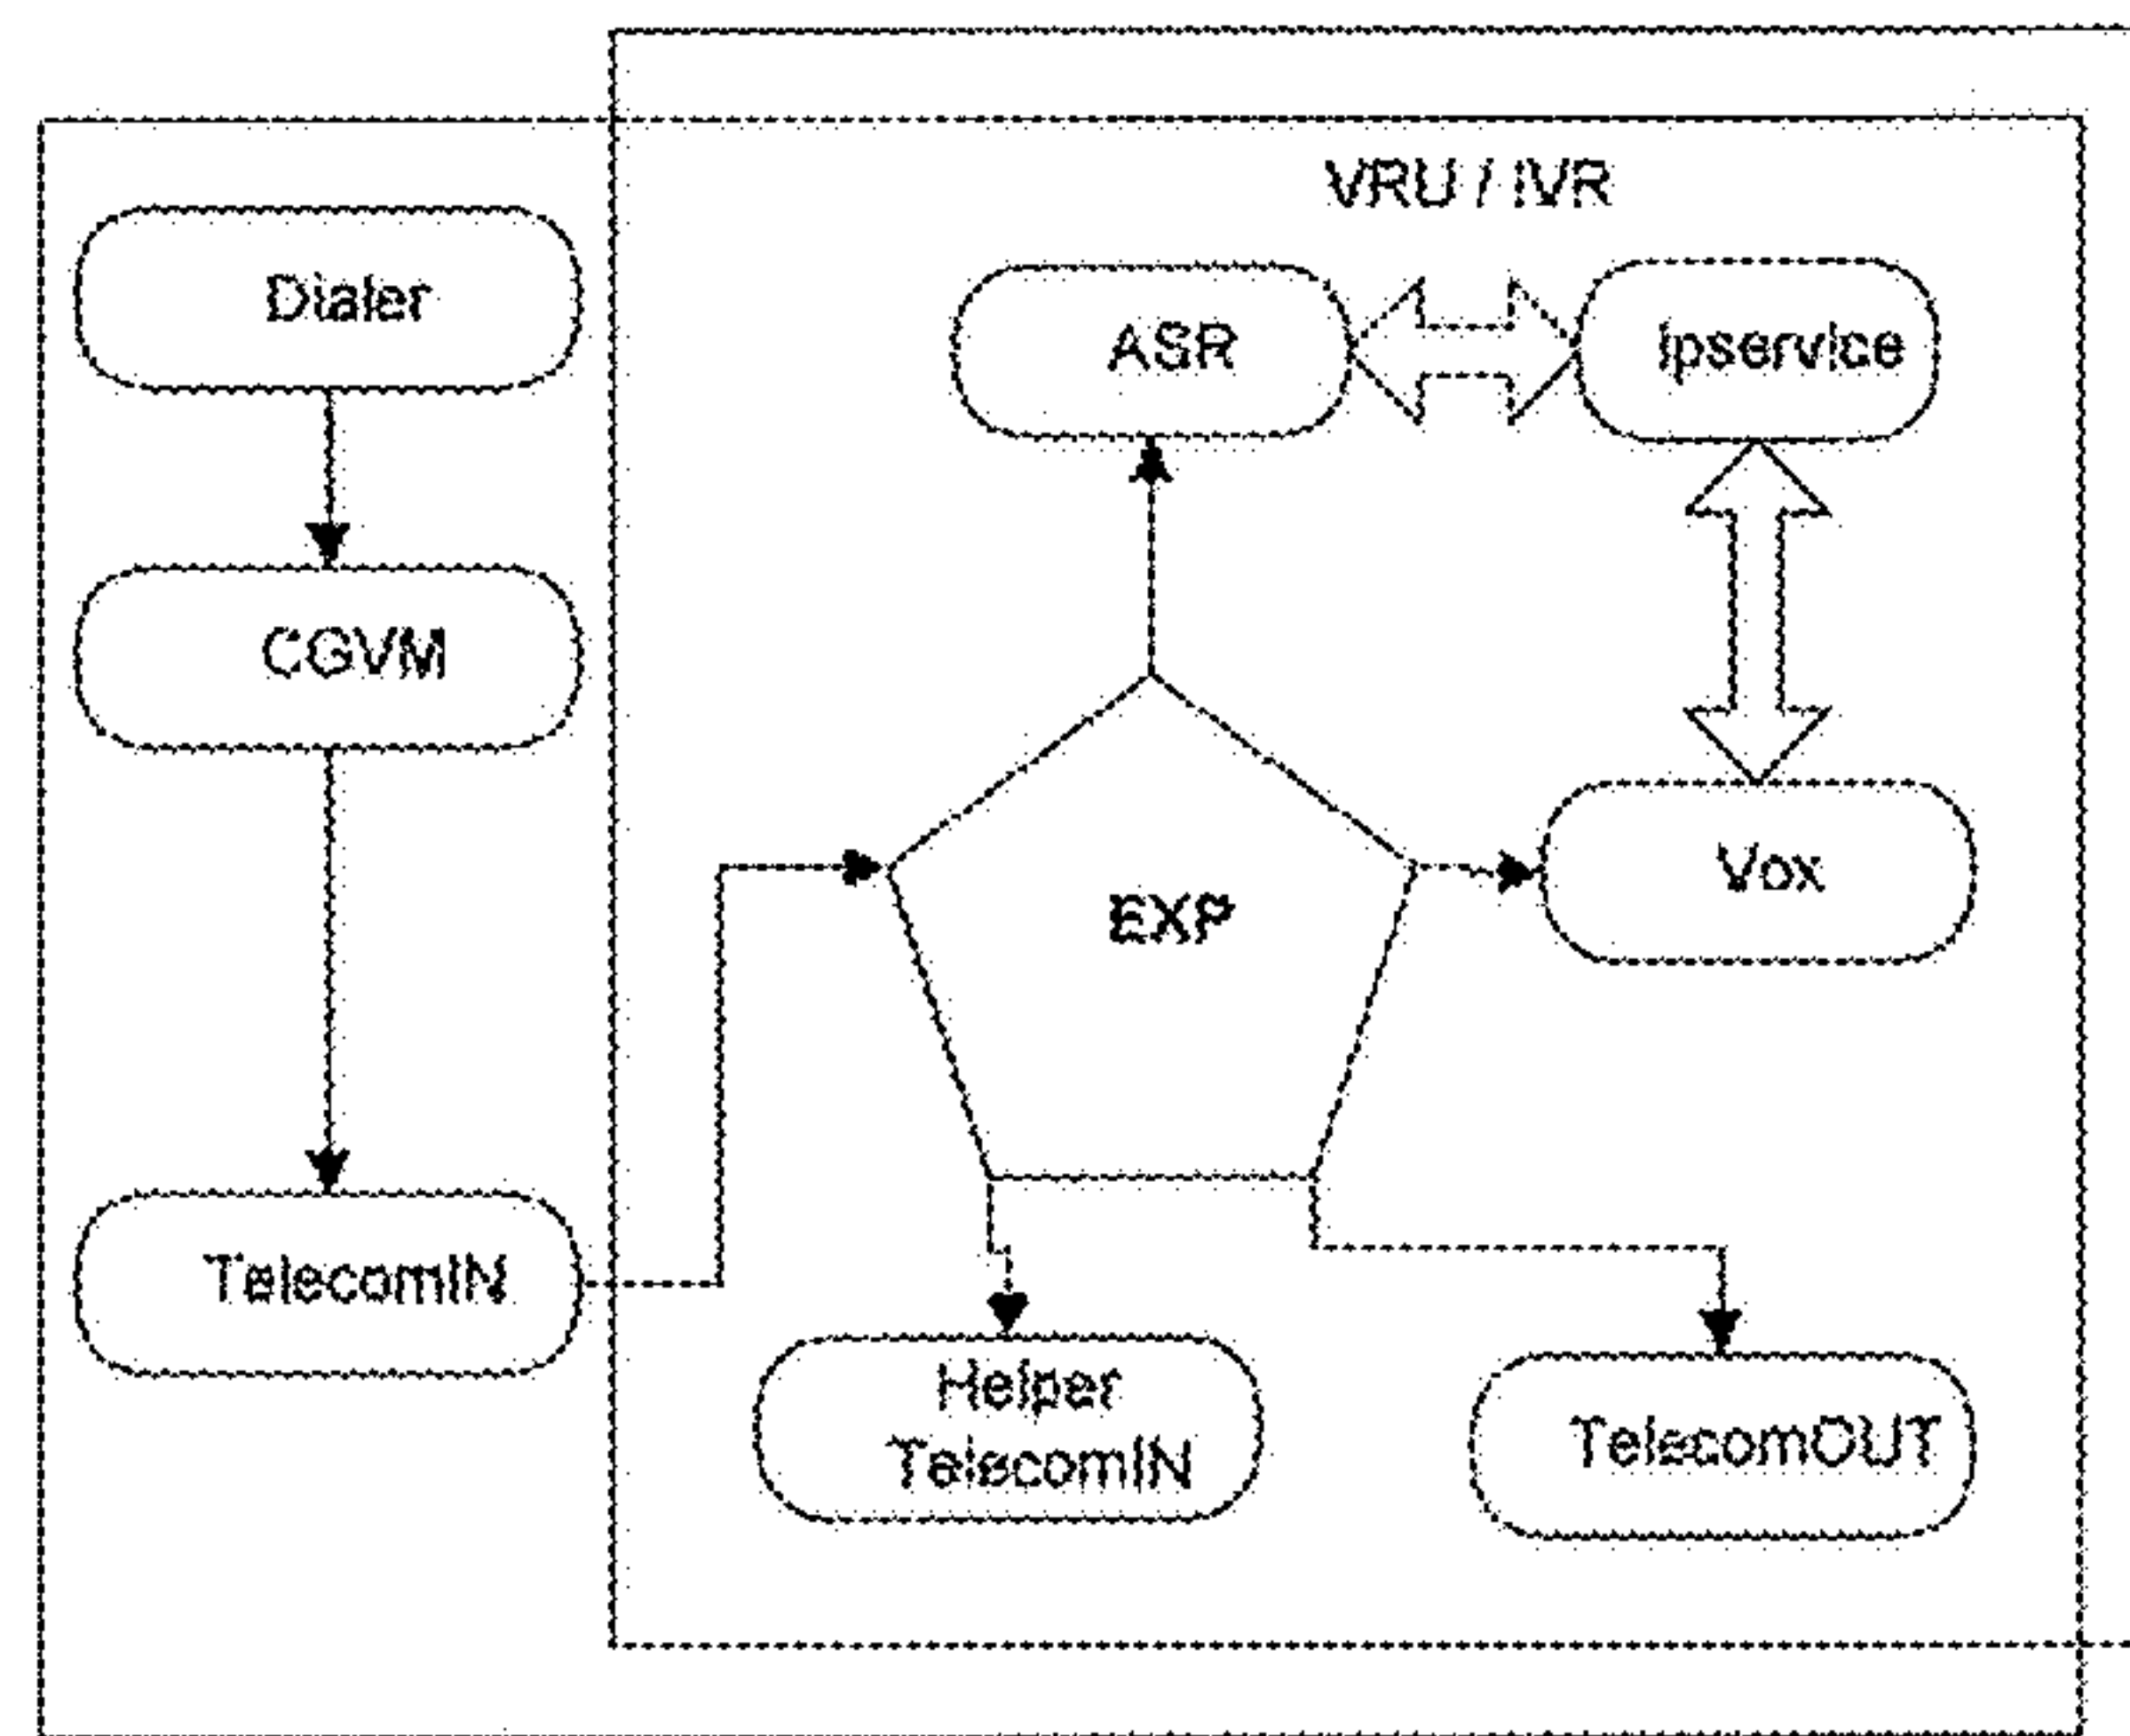 VRU / IVR
Dialer
ASR
Ipservice
CGVM
Vox
EXP
TelecomIN
Helper
TelecomIN
TelecomOUT